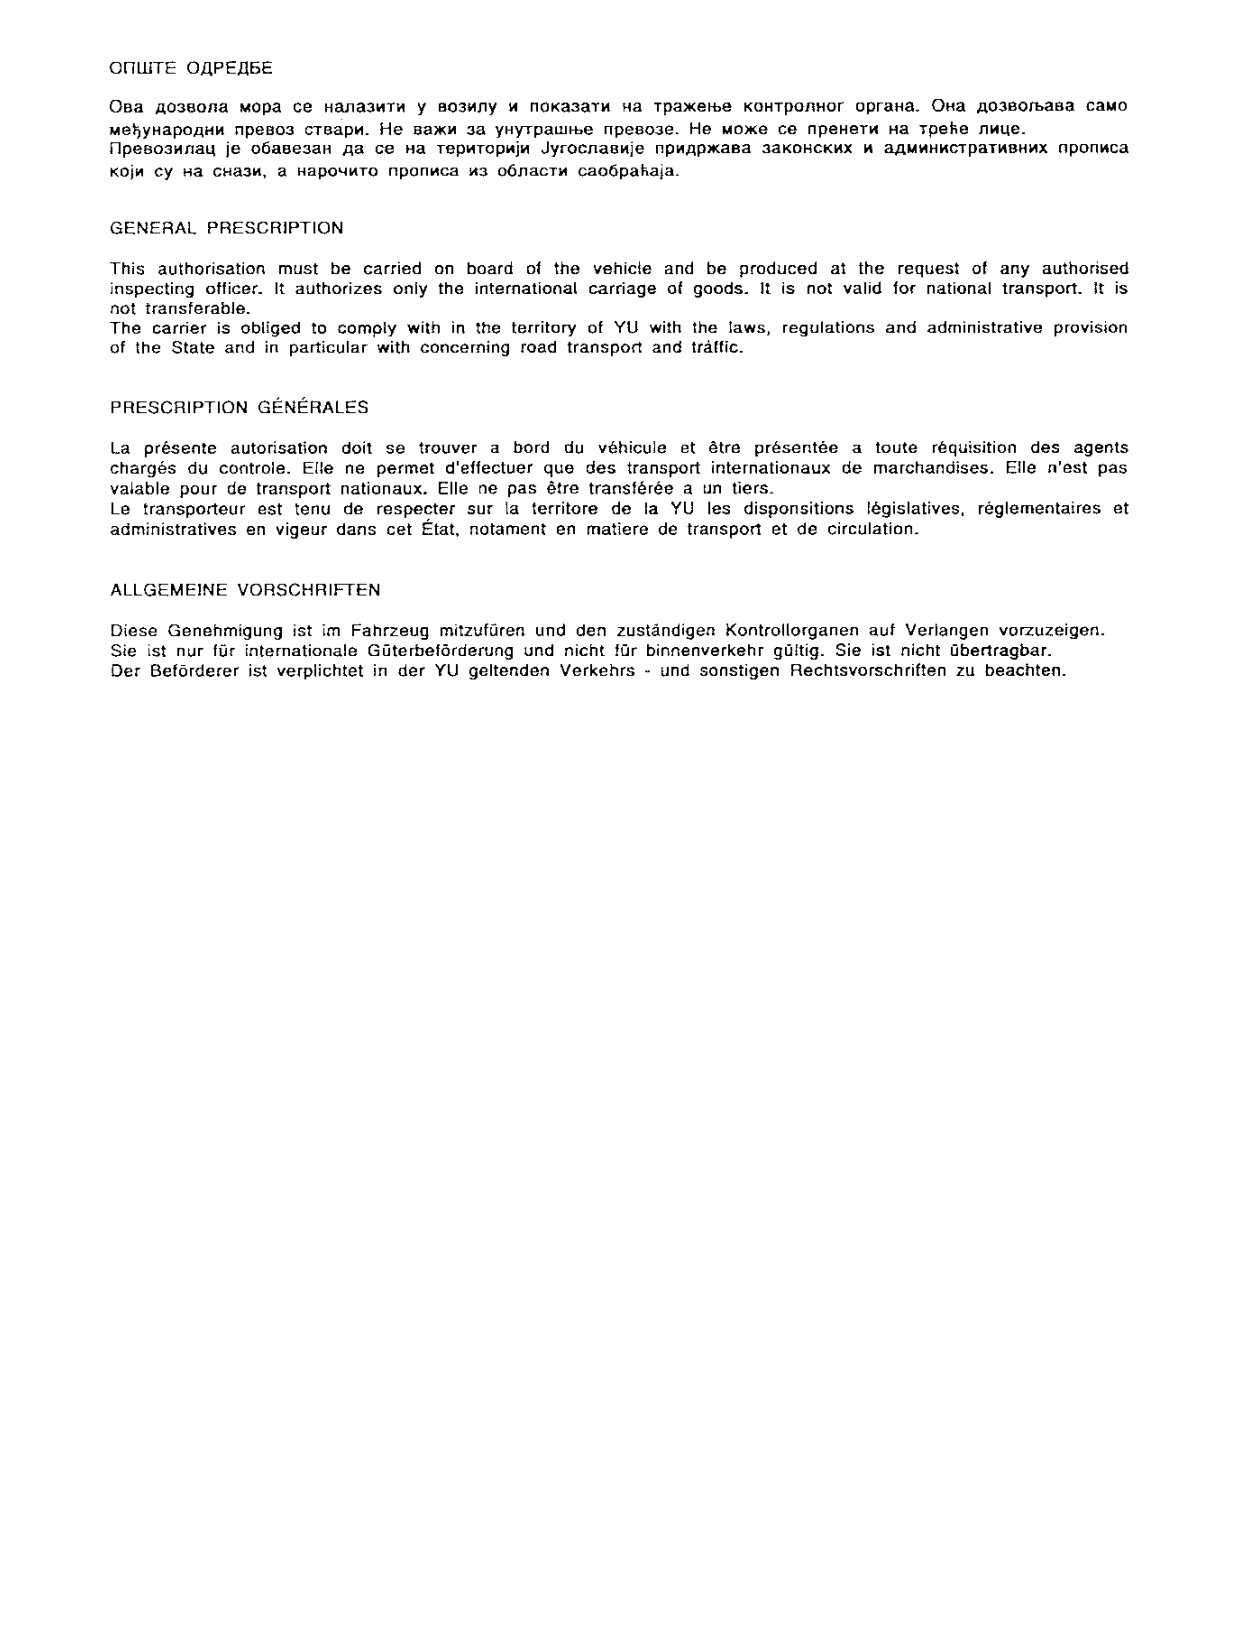 ОПШТЕ ОДРЕДБЕ
Ова дозвола мора се налазити у возилу и показати на тражење контролног органа. Она дозвољава само
међународни превоз ствари. Не важи за унутрашње превозе. Не може се пренети на треће лице.
Превозилац је обавезан да се на територији Југославије придржава законских и административних прописа
који су на снази, а нарочито прописа из области саобраћаја.
GENERAL PRESCRIPTION
This authorisation must be carried on board of the vehicle and be produced at the request of any authorised
inspecting officer. It authorizes only the international carriage of goods. It is not valid for national transport. It is
not transferable.
The carrier is obliged to comply with in the territory of YU with the laws, regulations and administrative provision
of the State and in particular with concerning road transport and tráffic.
PRESCRIPTION GÉNÉRALES
La présente autorisation doit se trouver a bord du véhicule et être présentée a toute réquisition des agents
chargés du controle. Elle ne permet d'effectuer que des transport internationaux de marchandises. Elle n'est pas
valable pour de transport nationaux. Elle ne pas être transférée a un tiers.
Le transporteur est tenu de respecter sur la territore de la YU les disponsitions législatives, réglementaires et
administratives en vigeur dans cet État, notament en matiere de transport et de circulation.
ALLGEMEINE VORSCHRIFTEN
Diese Genehmigung ist im Fahrzeug mitzufüren und den zuständigen Kontrollorganen auf Verlangen vorzuzeigen.
Sie ist nur für internationale Güterbeförderung und nicht für binnenverkehr gültig. Sie ist nicht übertragbar.
Der Beförderer ist verplichtet in der YU geltenden Verkehrs - und sonstigen Rechtsvorschriften zu beachten.